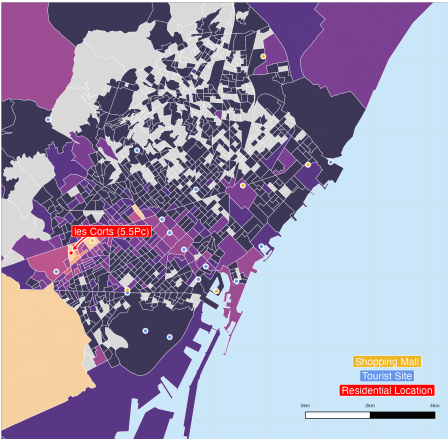 les Corts (5.5Pc)
Shopping Mall
Tourist Site
Residential Location
0km 2km 4km